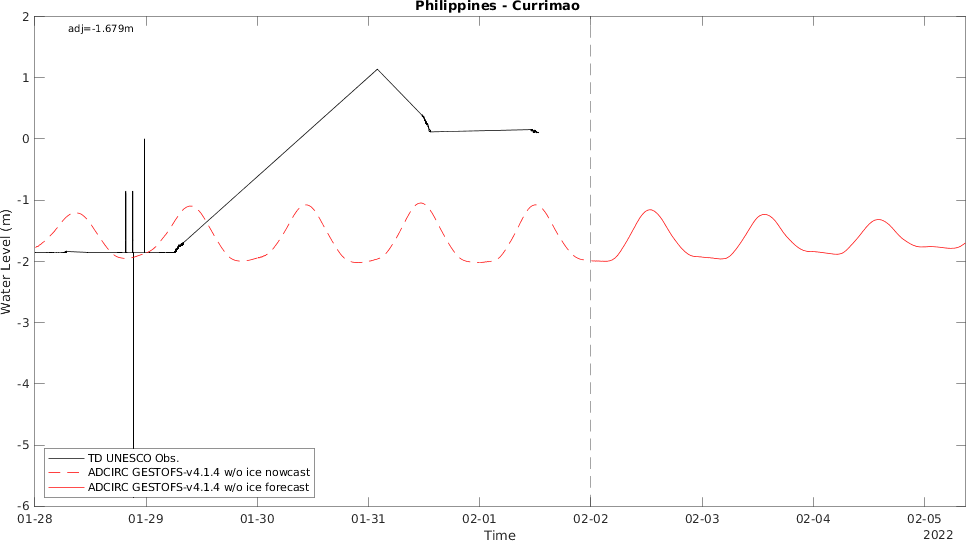 Philippines - Currimao
adj=-1.679m
2
1
0
-1
-2
-3
-4
-5
-6
Water Level (m)
TD UNESCO Obs.
ADCIRC GESTOFS-v4.1.4 w/o ice nowcast
ADCIRC GESTOFS-v4.1.4 w/o ice forecast
01-28 01-29 01-30 01-31 02-01 02-02 02-03 02-04 02-05
Time
2022